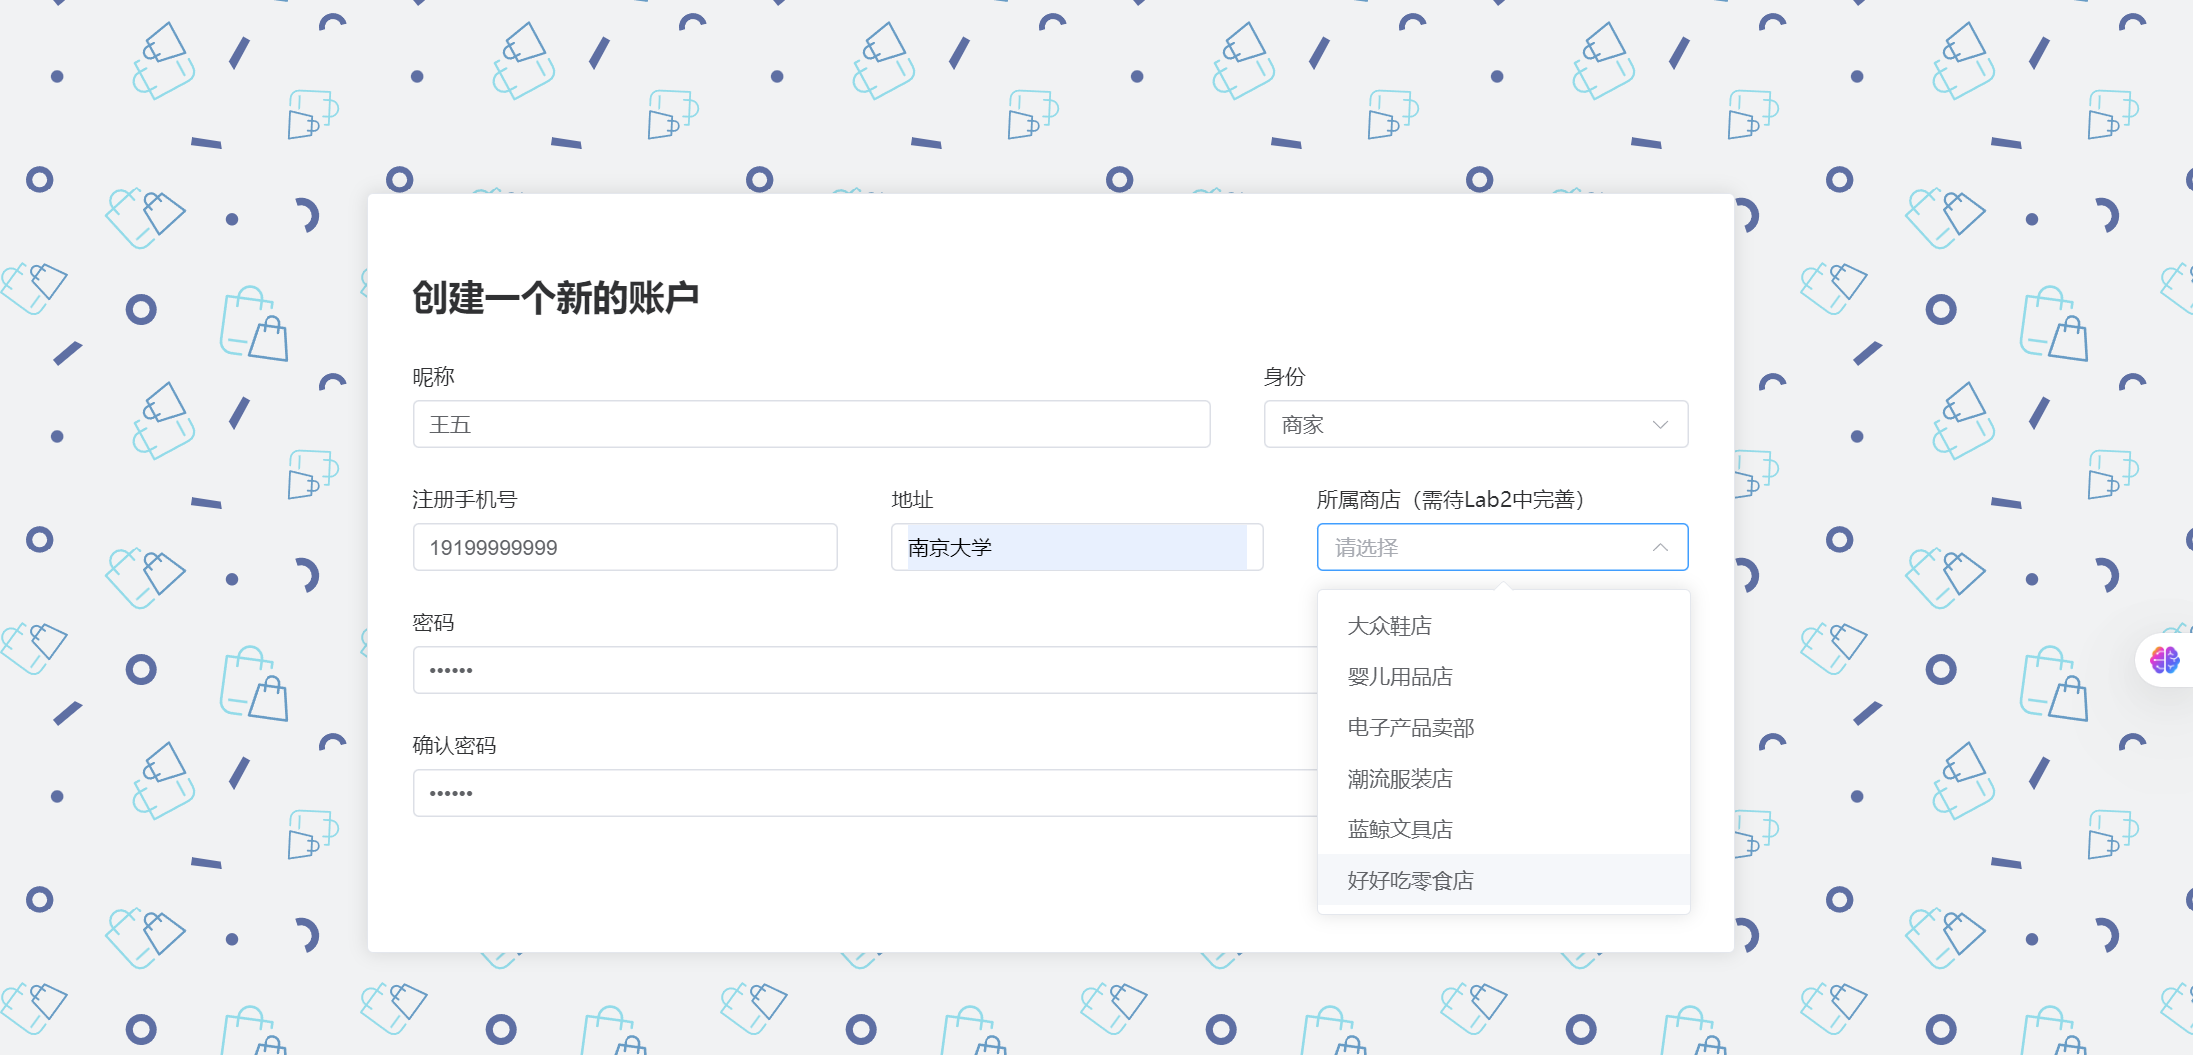 创建一个新的账户
昵称
身份
王五
商家
注册手机号
地址
所属商店（需待Lab2中完善）
19199999999
南京大学
请选择
密码
••••••
确认密码
••••••
大众鞋店
婴儿用品店
电子产品卖部
潮流服装店
蓝鲸文具店
好好吃零食店